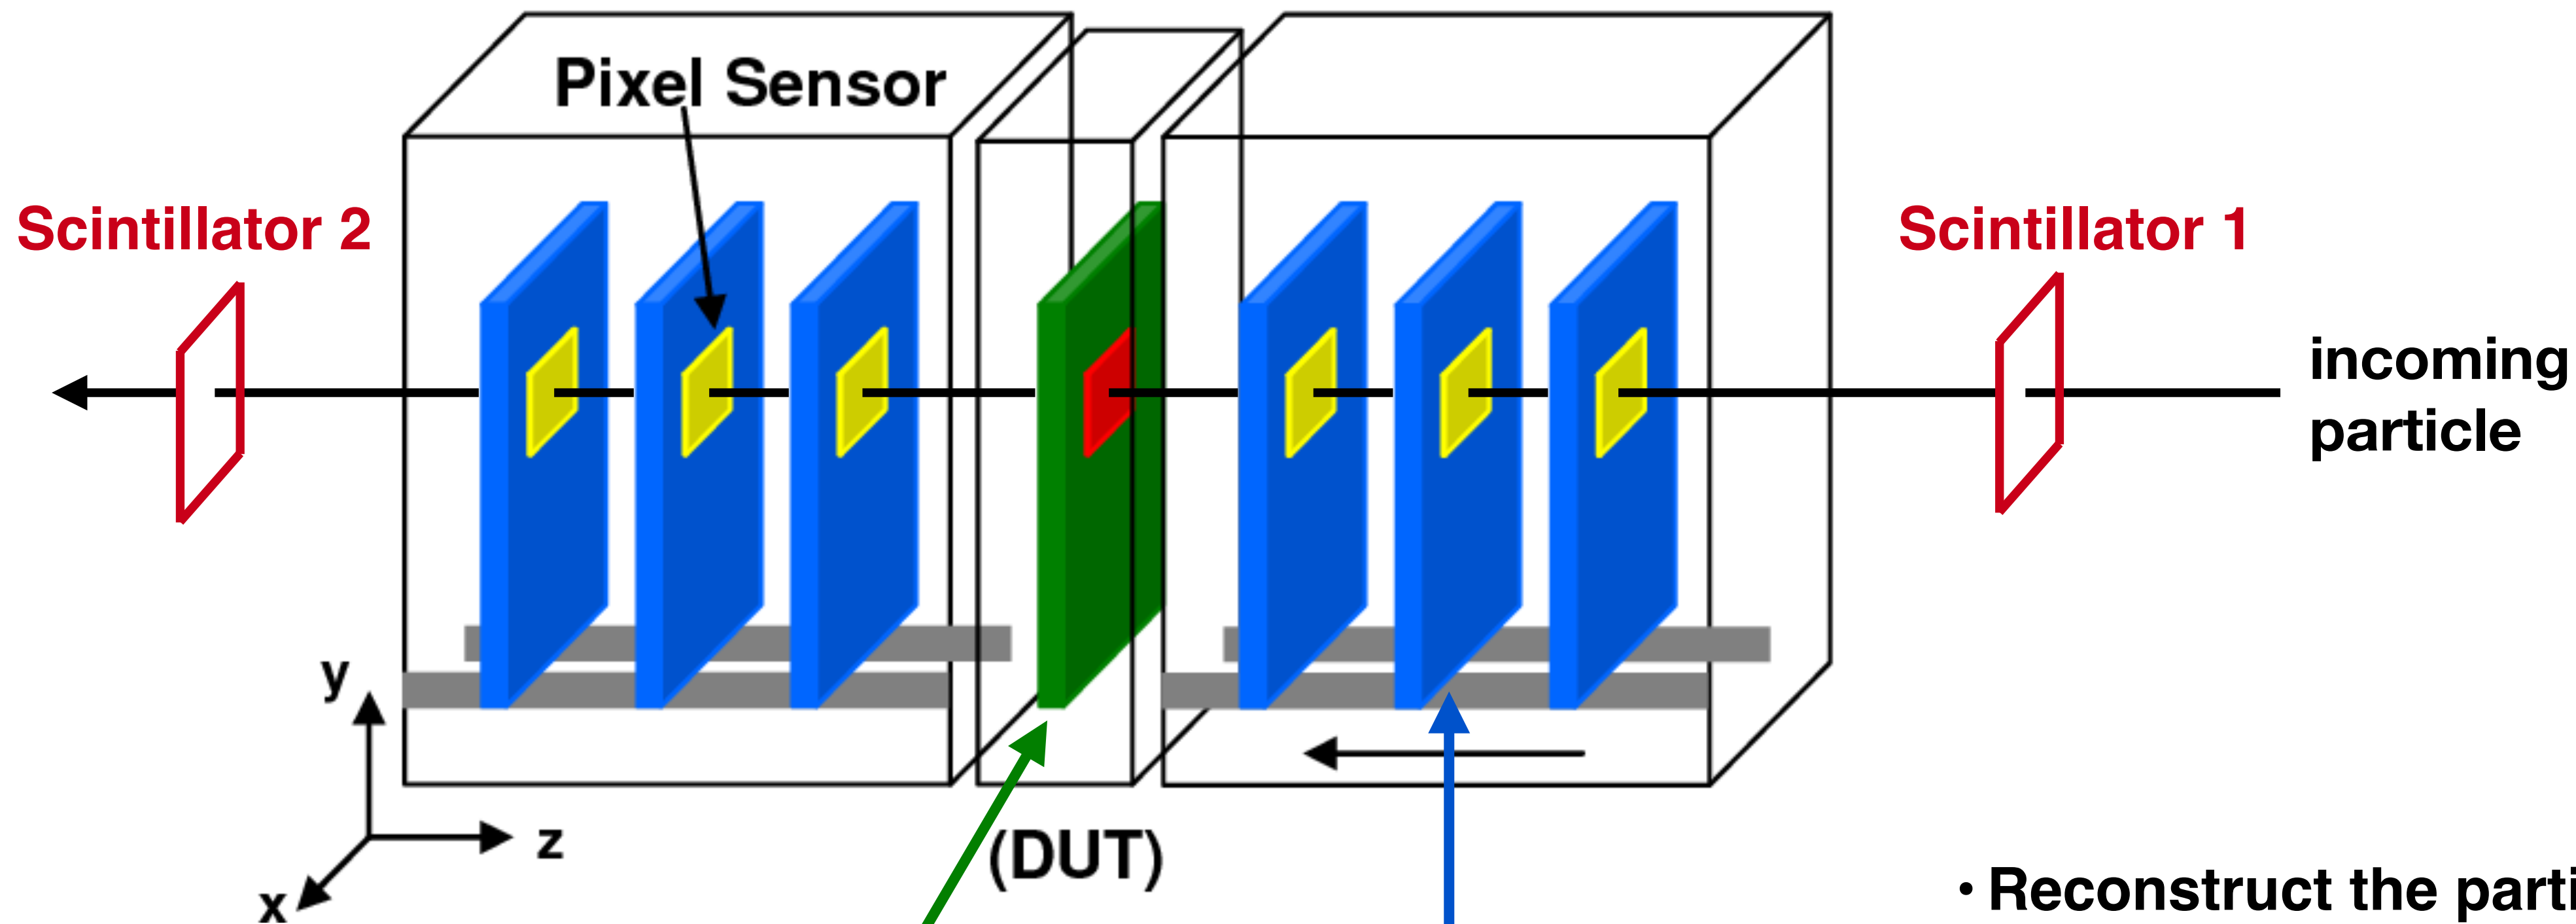 Pixel Sensor
Scintillator 2
Scintillator 1
incoming
particle
y
z
x
(DUT)
• Reconstruct the parti